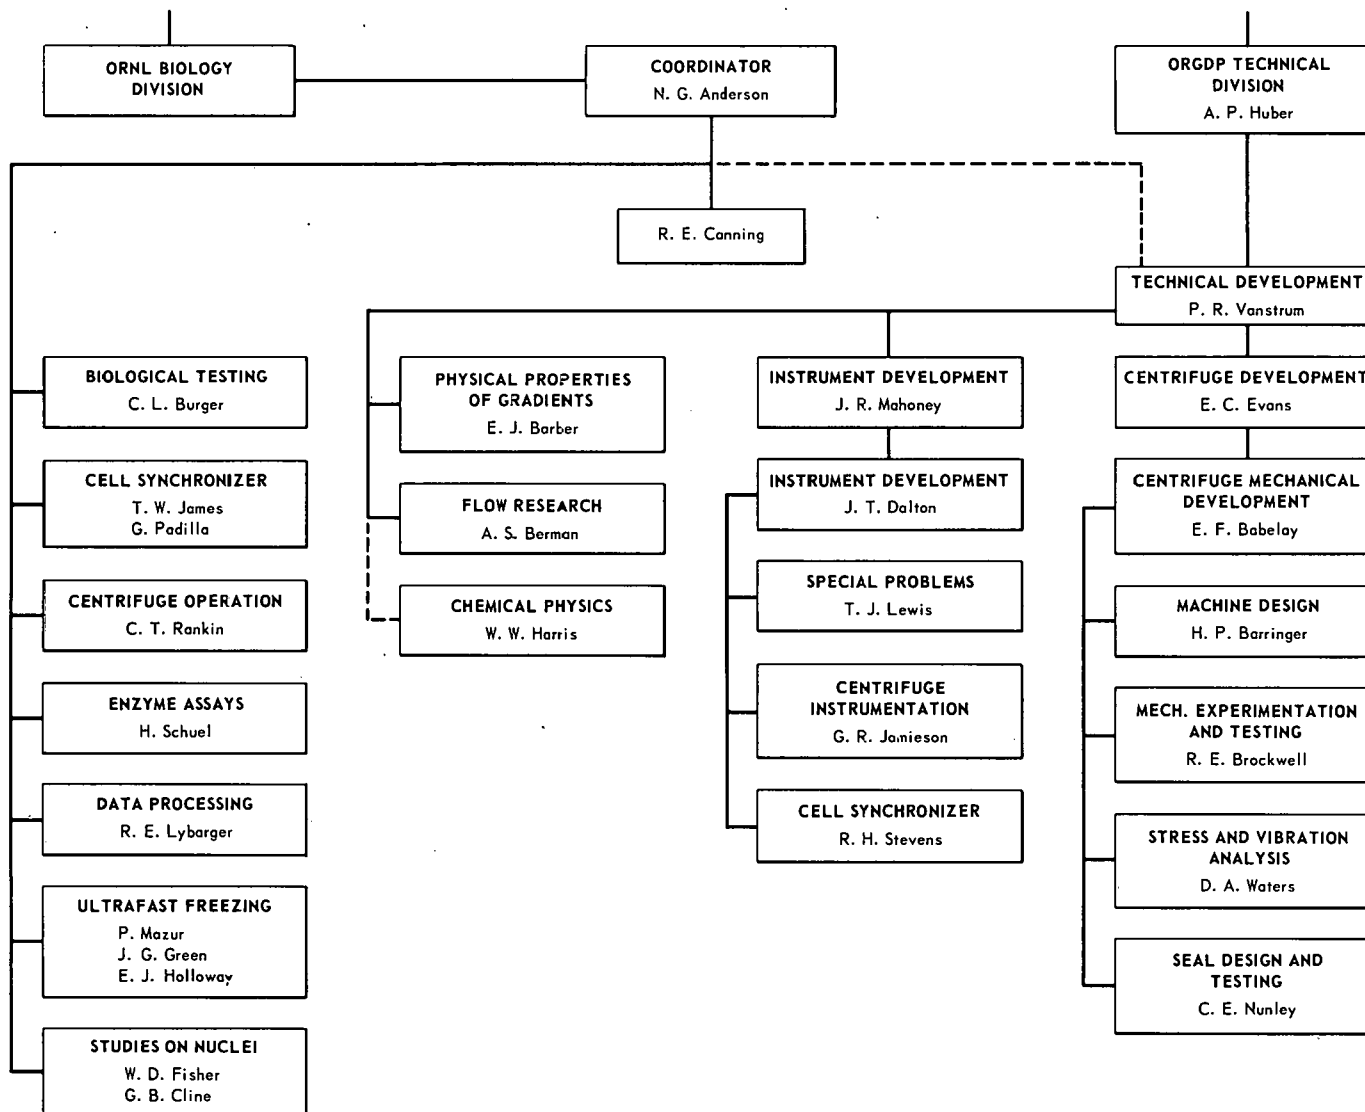 ORNL BIOLOGY
DIVISION
COORDINATOR
N. G. Anderson
ORGDP TECHNICAL
DIVISION
A. P. Huber
R. E. Canning
TECHNICAL DEVELOPMENT
P. R. Vanstrum
BIOLOGICAL TESTING
C. L. Burger
CELL SYNCHRONIZER
T. W. James
G. Padilla
CENTRIFUGE OPERATION
C. T. Rankin
ENZYME ASSAYS
H. Schuel
DATA PROCESSING
R. E. Lybarger
ULTRAFAST FREEZING
P. Mazur
J. G. Green
E. J. Holloway
STUDIES ON NUCLEI
W. D. Fisher
G. B. Cline
PHYSICAL PROPERTIES
OF GRADIENTS
E. J. Barber
FLOW RESEARCH
A. S. Berman
CHEMICAL PHYSICS
W. W. Harris
INSTRUMENT DEVELOPMENT
J. R. Mahoney
INSTRUMENT DEVELOPMENT
J. T. Dalton
SPECIAL PROBLEMS
T. J. Lewis
CENTRIFUGE
INSTRUMENTATION
G. R. Jamieson
CELL SYNCHRONIZER
R. H. Stevens
CENTRIFUGE DEVELOPMENT
E. C. Evans
CENTRIFUGE MECHANICAL
DEVELOPMENT
E. F. Babelay
MACHINE DESIGN
H. P. Barringer
MECH. EXPERIMENTATION
AND TESTING
R. E. Brockwell
STRESS AND VIBRATION
ANALYSIS
D. A. Waters
SEAL DESIGN AND
TESTING
C. E. Nunley